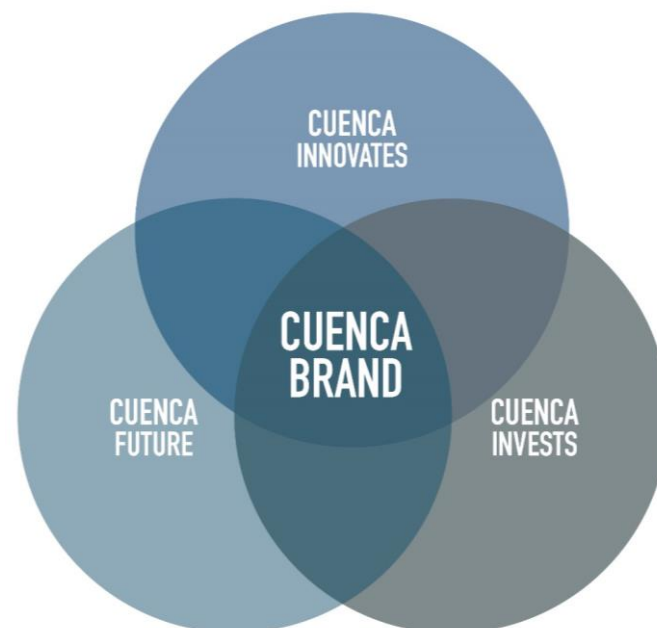 CUENCA
INNOVATES
CUENCA
BRAND
CUENCA
FUTURE
CUENCA
INVESTS